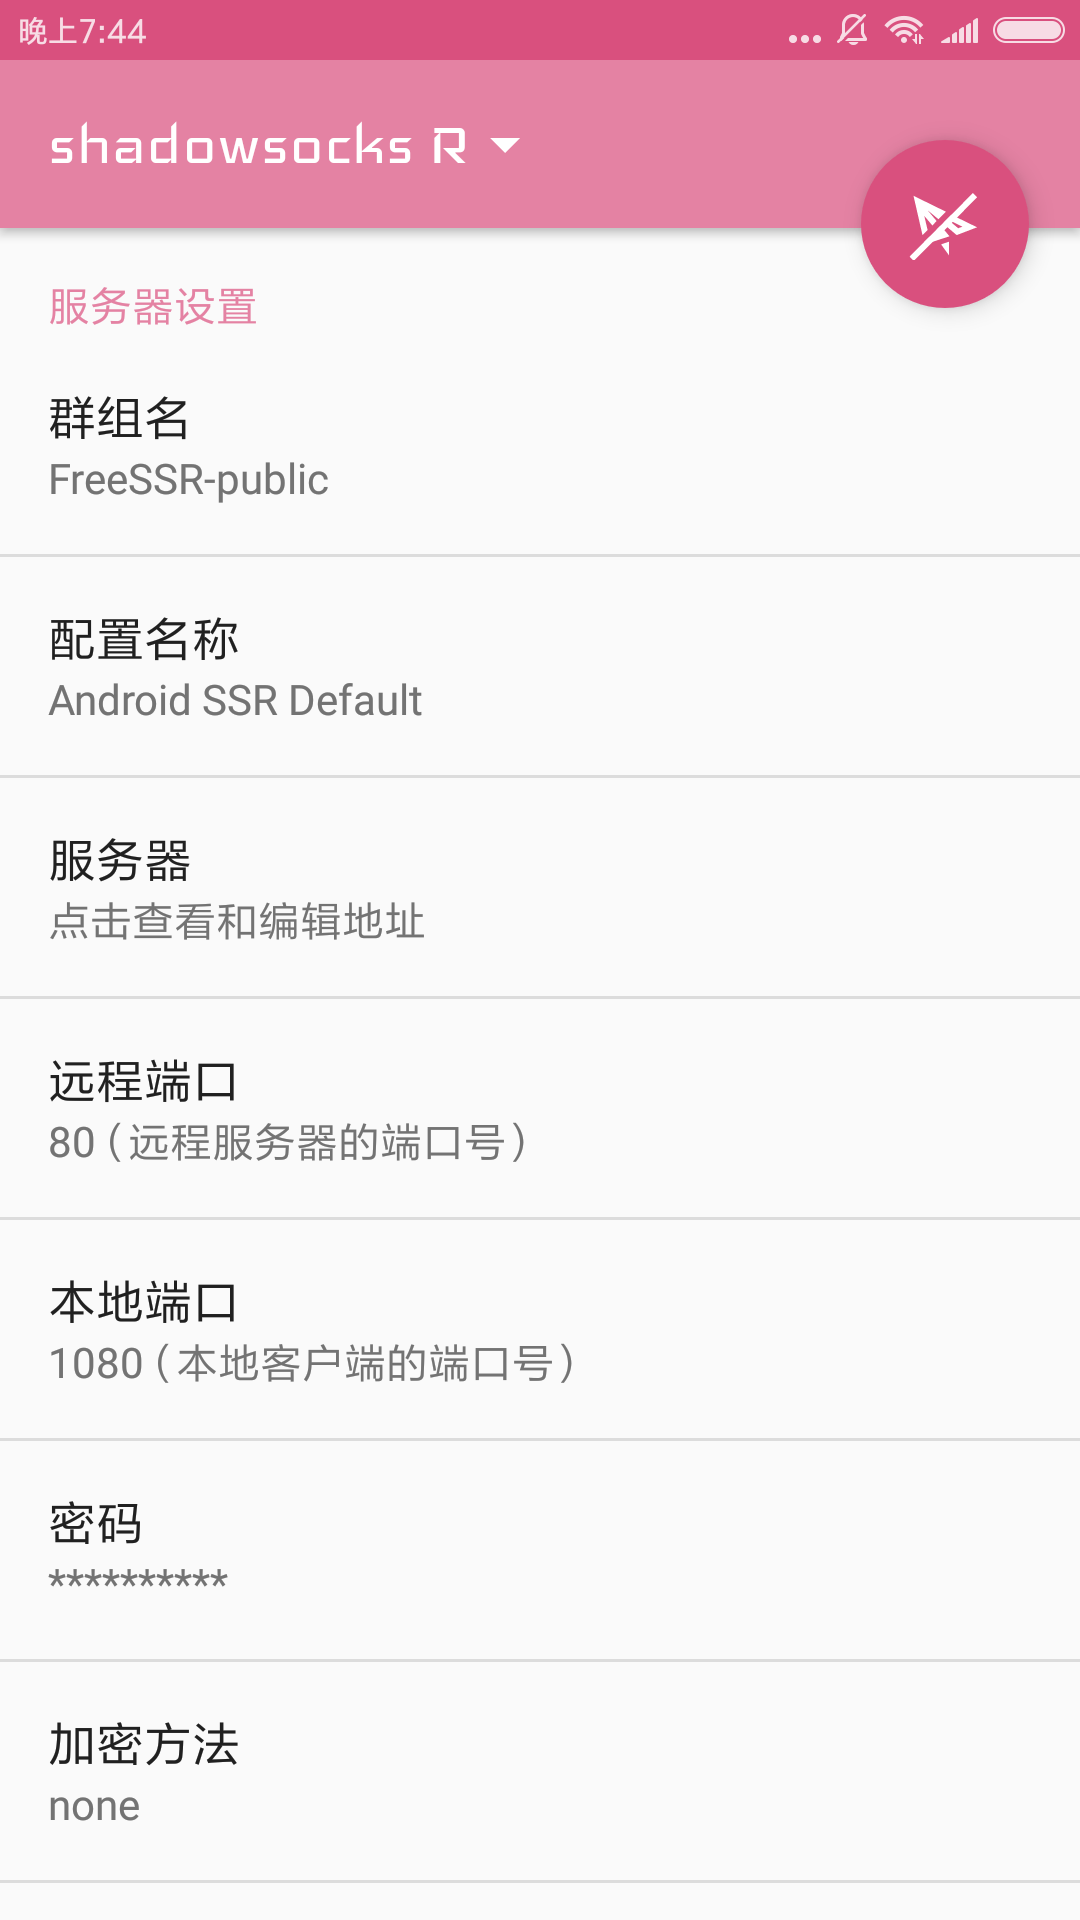 晚上7:44
shadowsocks R
服务器设置
群组名
FreeSSR-public
配置名称
Android SSR Default
服务器
点击查看和编辑地址
远程端口
80（远程服务器的端口号）
本地端口
1080（本地客户端的端口号）
密码
**********
加密方法
none